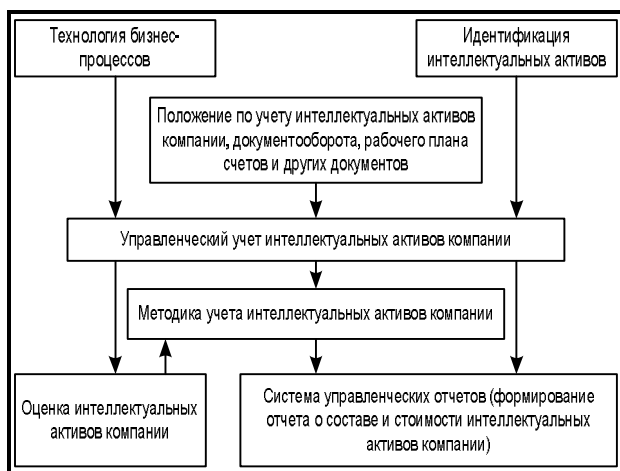 Технология бизнес-
процессов
Идентификация
интеллектуальных активов
Положение по учету интеллектуальных активов
компании, документооборота, рабочего плана
счетов и других документов
Управленческий учет интеллектуальных активов компании
Методика учета интеллектуальных активов компании
Оценка интеллектуальных
активов компании
Система управленческих отчетов (формирование
отчета о составе и стоимости интеллектуальных
активов компании)